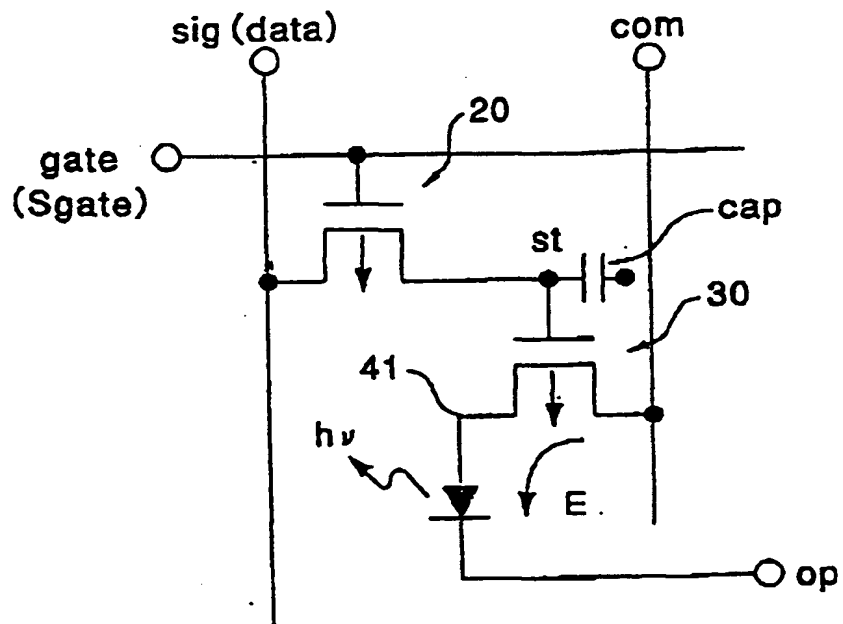 sig (data)
com
20
gate
(Sgate)
cap
st
30
41
hν
E
op